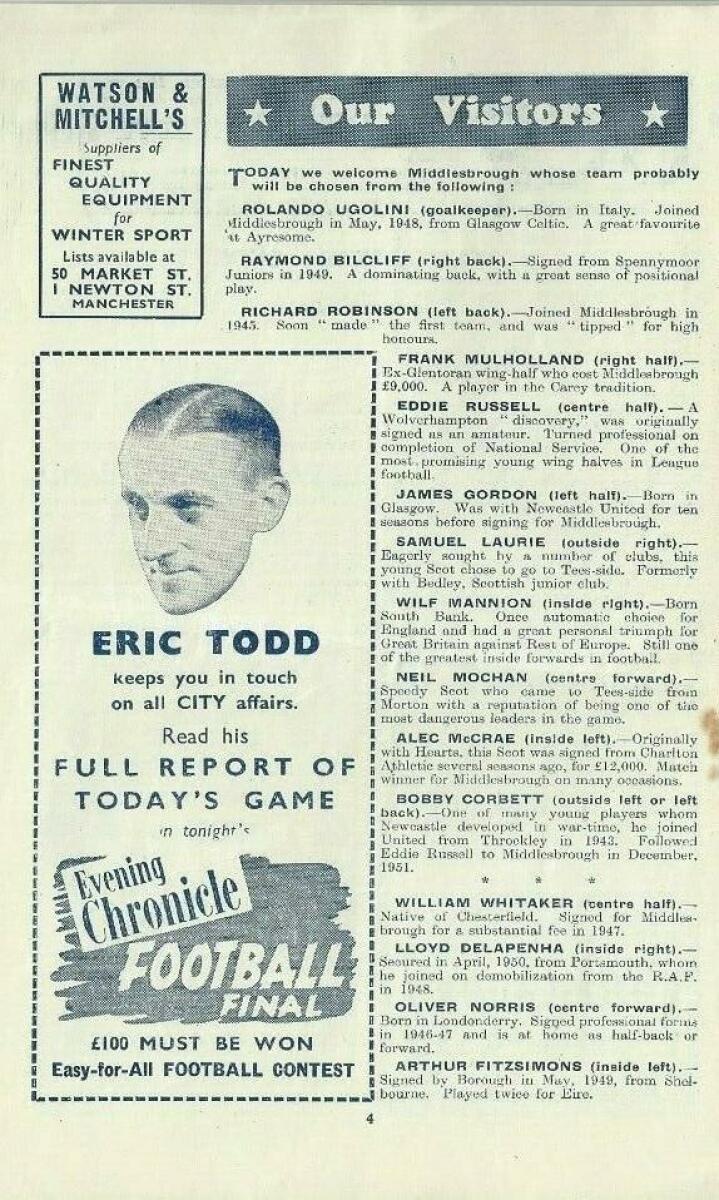 WATSON &
MITCHELL'S
Suppliers of
FINEST
QUALITY
EQUIPMENT
for
WINTER SPORT
Lists available at
50 MARKET ST.
1 NEWTON ST.
MANCHESTER
★ Our Visitors ★
TODAY we welcome Middlesbrough whose team probably
will be chosen from the following :
ROLANDO UGOLINI (goalkeeper).—Born in Italy. Joined
Middlesbrough in May, 1948, from Glasgow Celtic. A great favourite
at Ayresome.
RAYMOND BILCLIFF (right back).—Signed from Spennymoor
Juniors in 1949. A dominating back, with a great sense of positional
play.
RICHARD ROBINSON (left back).—Joined Middlesbrough in
1945. Soon "made" the first team, and was "tipped" for high
honours.
FRANK MULHOLLAND (right half).—
Ex-Glentoran wing-half who cost Middlesbrough
£9,000. A player in the Carey tradition.
EDDIE RUSSELL (centre half).—A
Wolverhampton "discovery," was originally
signed as an amateur. Turned professional on
completion of National Service. One of the
most promising young wing halves in League
football.
JAMES GORDON (left half).—Born in
Glasgow. Was with Newcastle United for ten
seasons before signing for Middlesbrough.
SAMUEL LAURIE (outside right).—
Eagerly sought by a number of clubs, this
young Scot chose to go to Tees-side. Formerly
with Bedley, Scottish junior club.
WILF MANNION (inside right).—Born
South Bank. Once automatic choice for
England and had a great personal triumph for
Great Britain against Rest of Europe. Still one
of the greatest inside forwards in football.
NEIL MOCHAN (centre forward).—
Speedy Scot who came to Tees-side from
Morton with a reputation of being one of the
most dangerous leaders in the game.
ALEC McCRAE (inside left).—Originally
with Hearts, this Scot was signed from Charlton
Athletic several seasons ago, for £12,000. Match
winner for Middlesbrough on many occasions.
BOBBY CORBETT (outside left or left
back).—One of many young players whom
Newcastle developed in war-time, he joined
United from Throckley in 1943. Followed
Eddie Russell to Middlesbrough in December,
1951.
* * *
WILLIAM WHITAKER (centre half).—
Native of Chesterfield. Signed for Middles-
brough for a substantial fee in 1947.
LLOYD DELAPENHA (inside right).—
Secured in April, 1950, from Portsmouth, whom
he joined on demobilization from the R.A.F.
in 1948.
OLIVER NORRIS (centre forward).—
Born in Londonderry. Signed professional forms
in 1946-47 and is at home as half-back or
forward.
ARTHUR FITZSIMONS (inside left).—
Signed by Borough in May, 1949, from Shel-
bourne. Played twice for Eire.
ERIC TODD
keeps you in touch
on all CITY affairs.
Read his
FULL REPORT OF
TODAY'S GAME
in tonight's
Evening
Chronicle
FOOTBALL
FINAL
£100 MUST BE WON
Easy-for-All FOOTBALL CONTEST
4